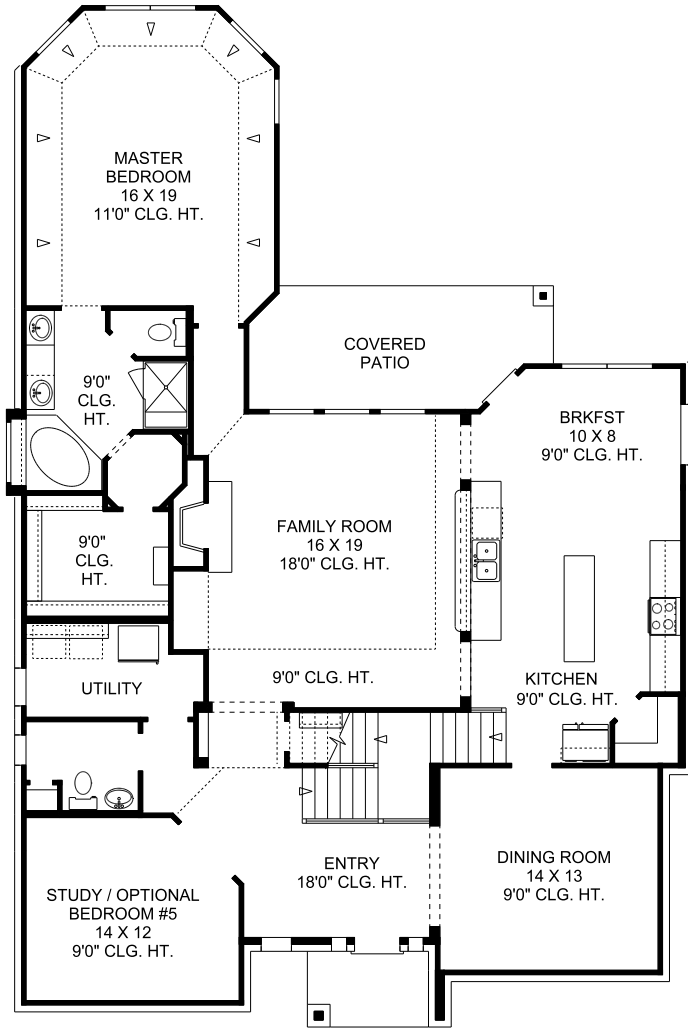 MASTER
BEDROOM
16 X 19
11'0" CLG. HT.
COVERED
PATIO
9'0"
CLG.
HT.
BRKFST
10 X 8
9'0" CLG. HT.
FAMILY ROOM
16 X 19
18'0" CLG. HT.
9'0"
CLG.
HT.
9'0" CLG. HT.
KITCHEN
9'0" CLG. HT.
UTILITY
ENTRY
18'0" CLG. HT.
DINING ROOM
14 X 13
9'0" CLG. HT.
STUDY / OPTIONAL
BEDROOM #5
14 X 12
9'0" CLG. HT.